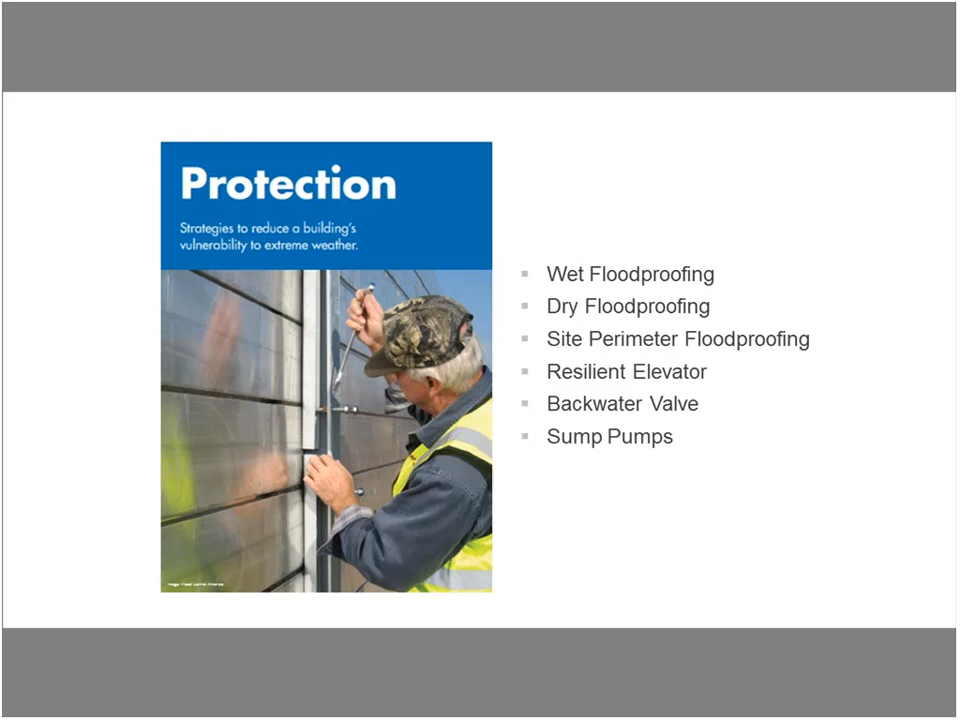 Protection
Strategies to reduce a building's
vulnerability to extreme weather.
Wet Floodproofing
Dry Floodproofing
Site Perimeter Floodproofing
Resilient Elevator
Backwater Valve
Sump Pumps